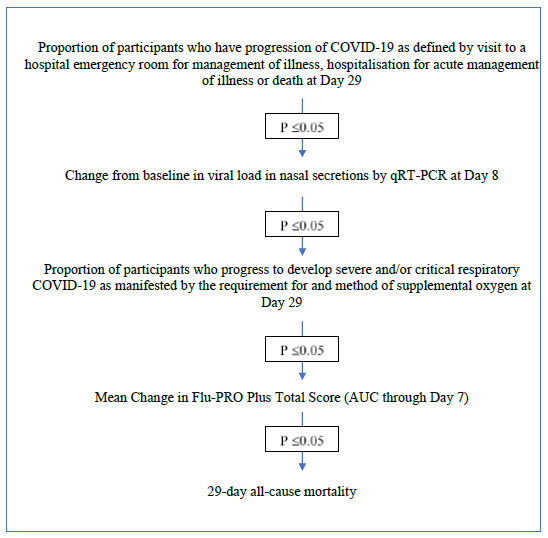 Proportion of participants who have progression of COVID-19 as defined by visit to a
hospital emergency room for management of illness, hospitalisation for acute management
of illness or death at Day 29
P ≤0.05
Change from baseline in viral load in nasal secretions by qRT-PCR at Day 8
P ≤0.05
Proportion of participants who progress to develop severe and/or critical respiratory
COVID-19 as manifested by the requirement for and method of supplemental oxygen at
Day 29
P ≤0.05
Mean Change in Flu-PRO Plus Total Score (AUC through Day 7)
P ≤0.05
29-day all-cause mortality